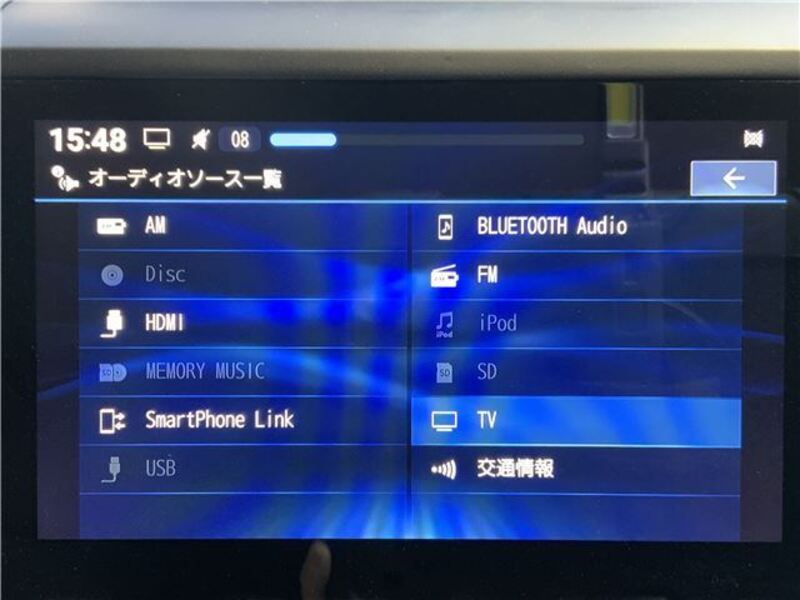 15:48 08
オーディオソース一覧
AM
BLUETOOTH Audio
Disc
FM
HDMI
iPod
MEMORY MUSIC
SD
SmartPhone Link
TV
USB
交通情報